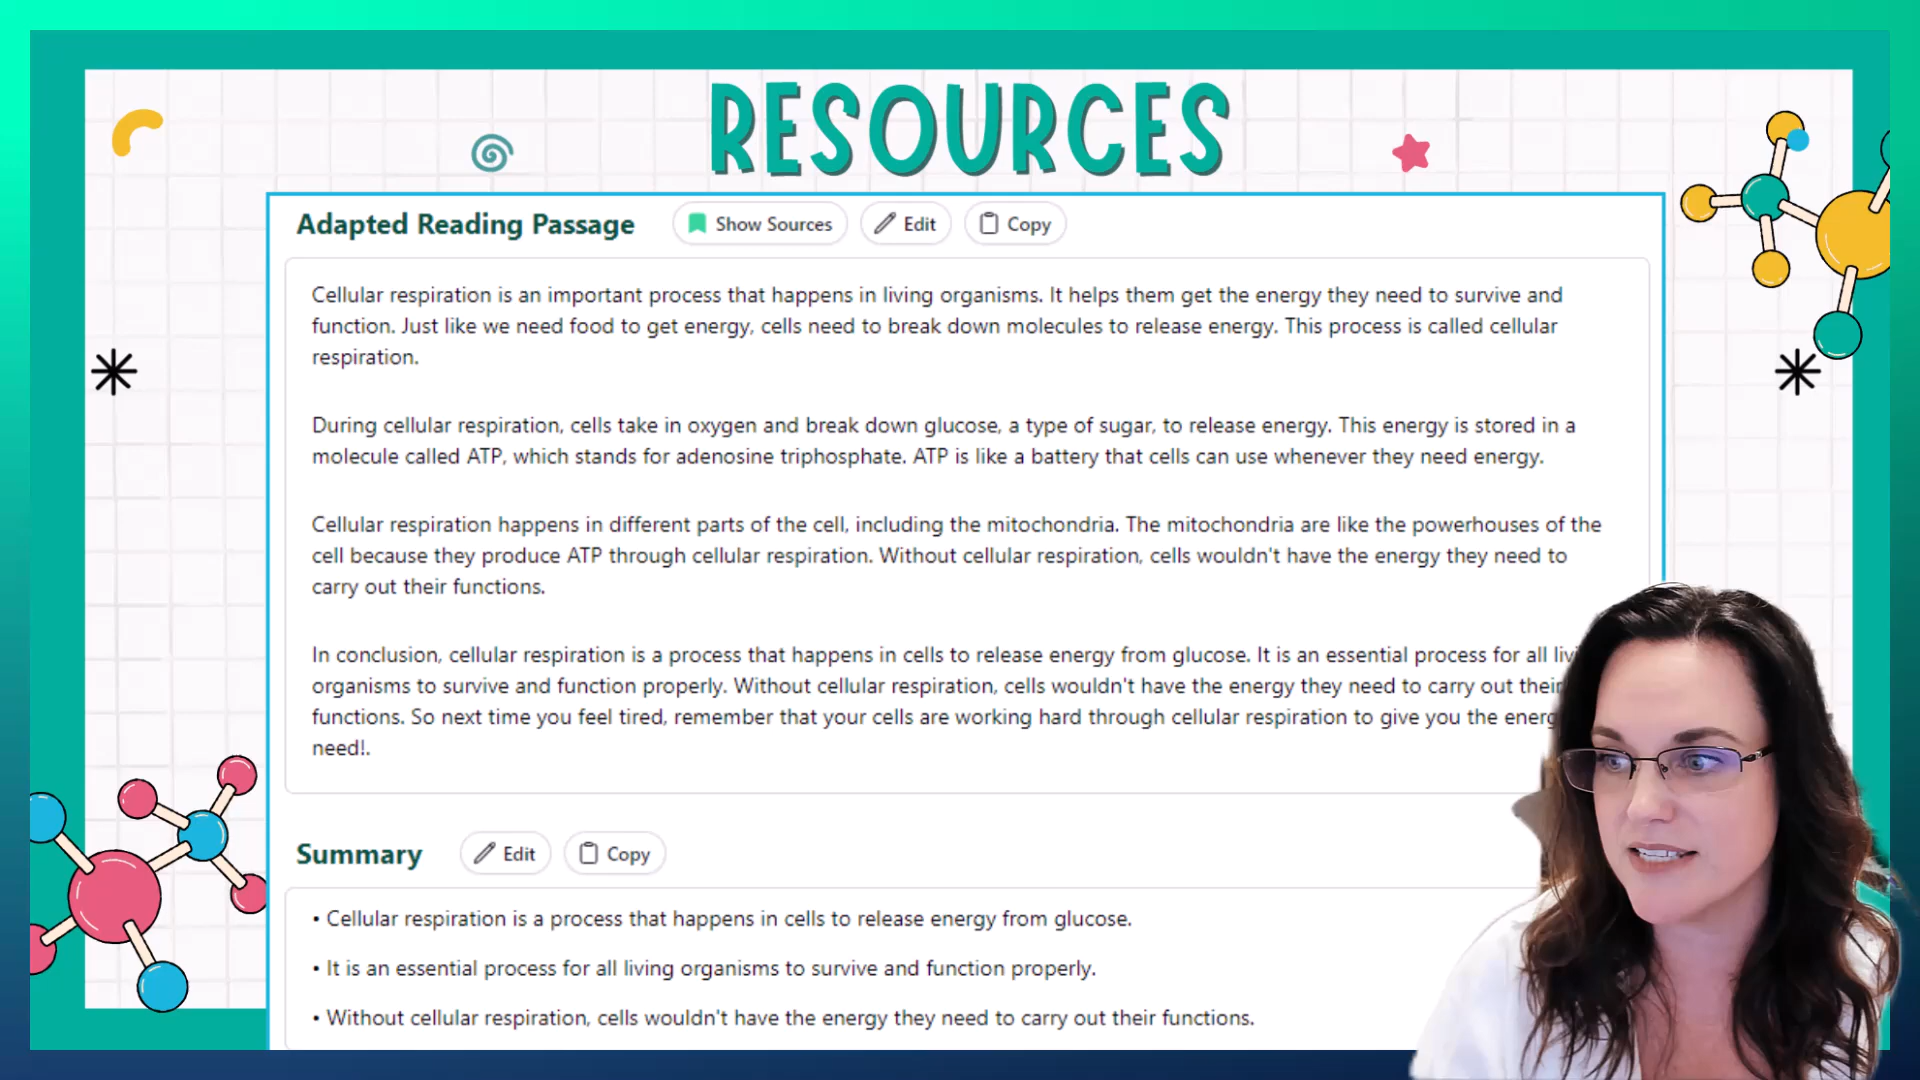 RESOURCES
Adapted Reading Passage Show Sources Edit Copy
Cellular respiration is an important process that happens in living organisms. It helps them get the energy they need to survive and
function. Just like we need food to get energy, cells need to break down molecules to release energy. This process is called cellular
respiration.
During cellular respiration, cells take in oxygen and break down glucose, a type of sugar, to release energy. This energy is stored in a
molecule called ATP, which stands for adenosine triphosphate. ATP is like a battery that cells can use whenever they need energy.
Cellular respiration happens in different parts of the cell, including the mitochondria. The mitochondria are like the powerhouses of the
cell because they produce ATP through cellular respiration. Without cellular respiration, cells wouldn't have the energy they need to
carry out their functions.
In conclusion, cellular respiration is a process that happens in cells to release energy from glucose. It is an essential process for all
organisms to survive and function properly. Without cellular respiration, cells wouldn't have the energy they need to carry out their
functions. So next time you feel tired, remember that your cells are working hard through cellular respiration to give you the
need!.
Summary Edit Copy
• Cellular respiration is a process that happens in cells to release energy from glucose.
• It is an essential process for all living organisms to survive and function properly.
• Without cellular respiration, cells wouldn't have the energy they need to carry out their functions.